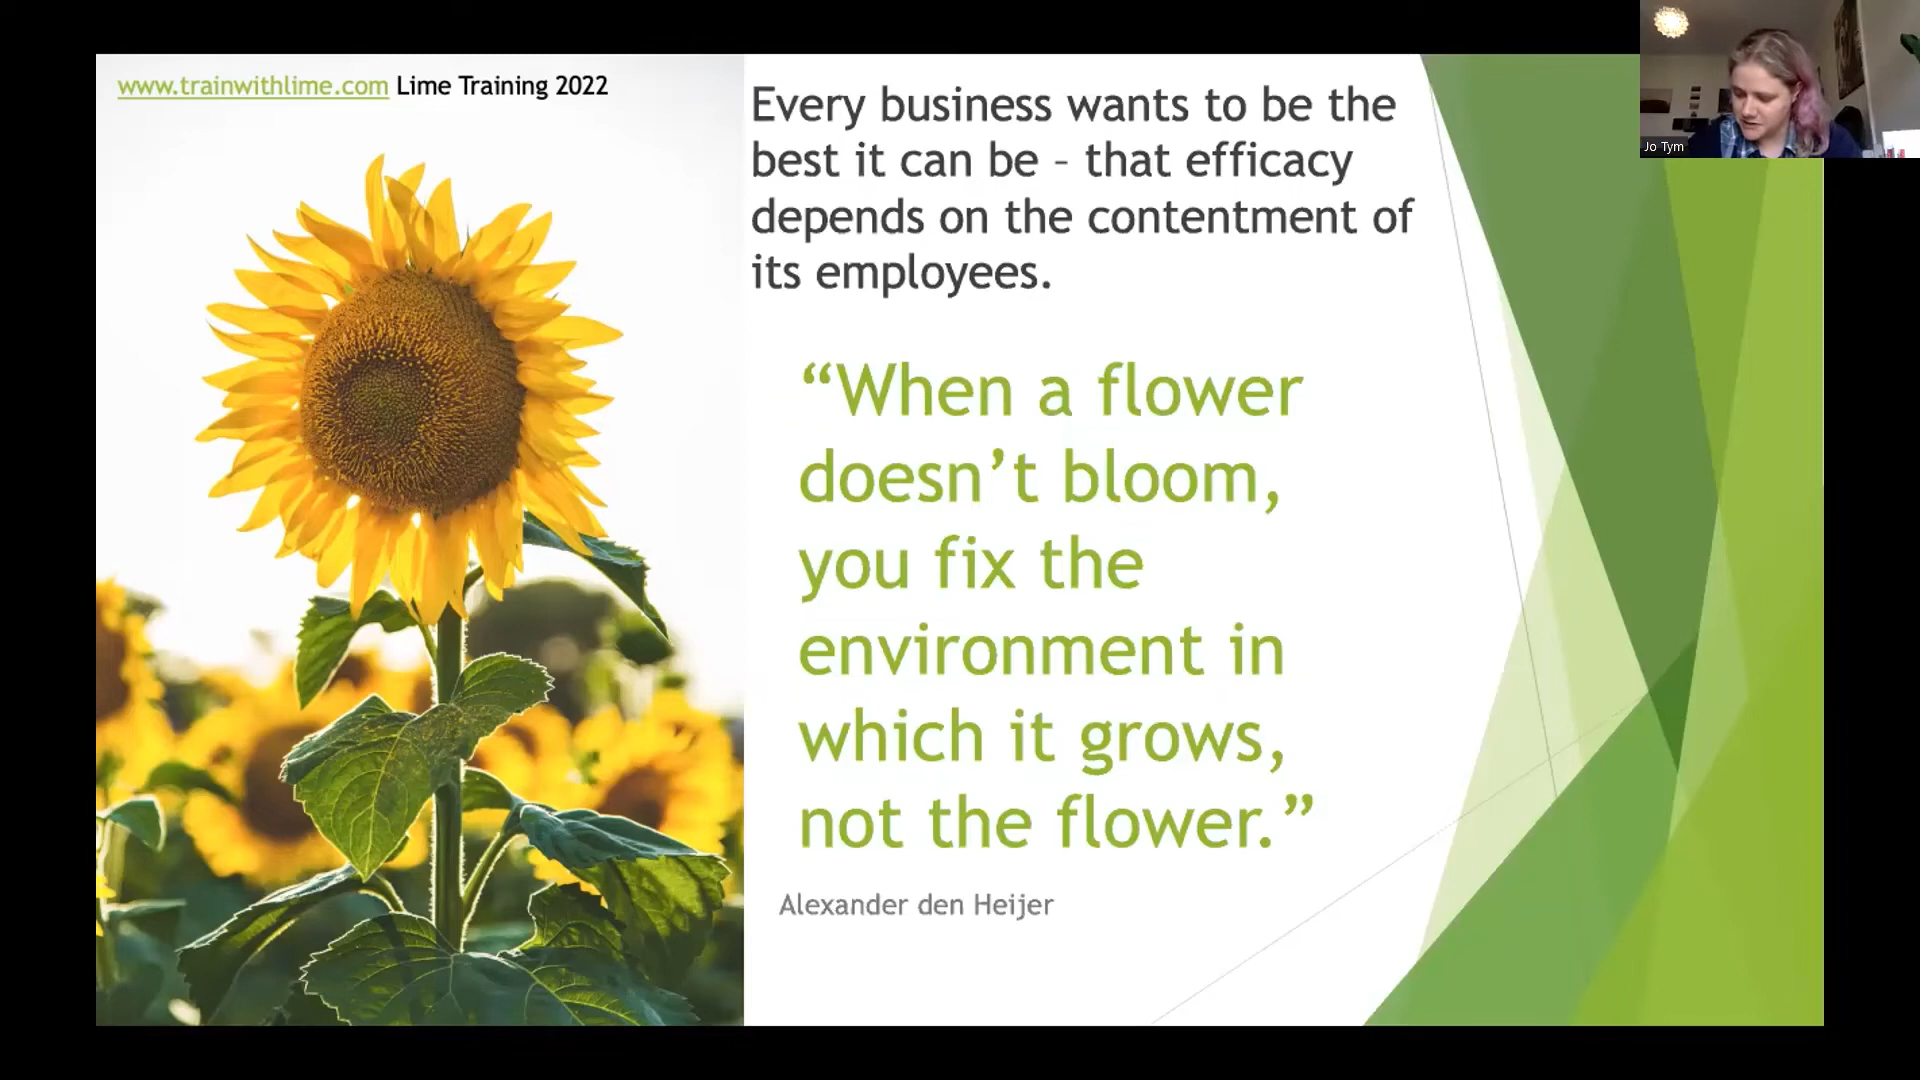 www.trainwithlime.com Lime Training 2022
Every business wants to be the
best it can be – that efficacy
depends on the contentment of
its employees.
“When a flower
doesn’t bloom,
you fix the
environment in
which it grows,
not the flower.”
Alexander den Heijer
Jo Tym